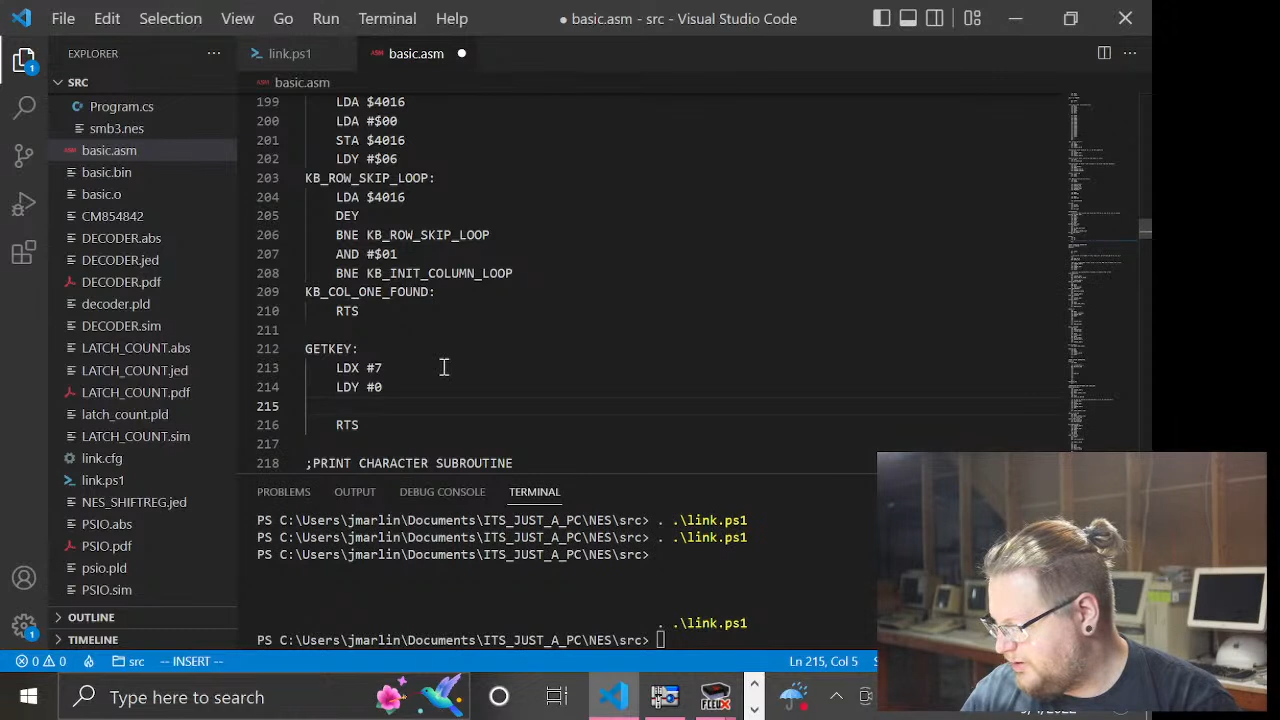 File Edit Selection View Go Run Terminal Help
● basic.asm - src - Visual Studio Code
EXPLORER ···
link.ps1
ASM basic.asm ●
SRC
ASM basic.asm
Program.cs
smb3.nes
basic.asm
basic.bin
basic.o
CM854842
DECODER.abs
DECODER.jed
DECODER.pdf
decoder.pld
DECODER.sim
LATCH_COUNT.abs
LATCH_COUNT.jed
LATCH_COUNT.pdf
latch_count.pld
LATCH_COUNT.sim
link.cfg
link.ps1
NES_SHIFTREG.jed
PSIO.abs
PSIO.pdf
psio.pld
PSIO.sim
OUTLINE
TIMELINE
199 LDA $4016
200 LDA #$00
201 STA $4016
202 LDY #$06
203 KB_ROW_SKIP_LOOP:
204 LDA $4016
205 DEY
206 BNE KB_ROW_SKIP_LOOP
207 AND #$01
208 BNE KB_INIT_COLUMN_LOOP
209 KB_COL_ONE_FOUND:
210 RTS
211
212 GETKEY:
213 LDX #7
214 LDY #0
215
216 RTS
217
218 ;PRINT CHARACTER SUBROUTINE
PROBLEMS OUTPUT DEBUG CONSOLE TERMINAL
PS C:\Users\jmarlin\Documents\ITS_JUST_A_PC\NES\src> . .\link.ps1
PS C:\Users\jmarlin\Documents\ITS_JUST_A_PC\NES\src> . .\link.ps1
PS C:\Users\jmarlin\Documents\ITS_JUST_A_PC\NES\src>
. .\link.ps1
PS C:\Users\jmarlin\Documents\ITS_JUST_A_PC\NES\src>
1
1
0 0 src -- INSERT -- Ln 215, Col 5
Type here to search